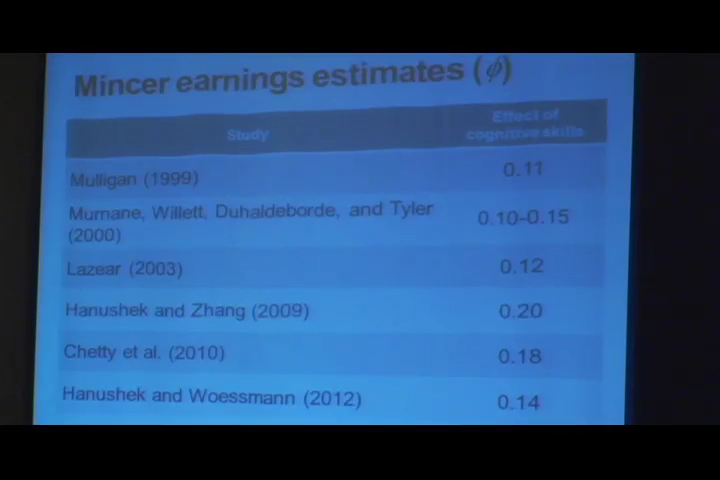 Mincer earnings estimates (ϕ)
Study
Effect of
cognitive skills
Mulligan (1999)
0.11
Murnane, Willett, Duhaldeborde, and Tyler
(2000)
0.10-0.15
Lazear (2003)
0.12
Hanushek and Zhang (2009)
0.20
Chetty et al. (2010)
0.18
Hanushek and Woessmann (2012)
0.14